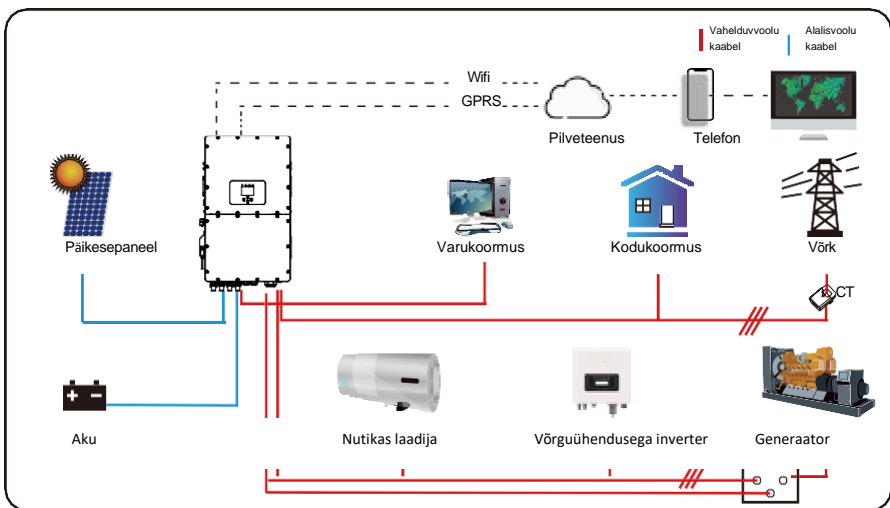 Vahelduvvoolu
kaabel
Alalisvoolu
kaabel
Wifi
GPRS
Pilveteenus
Telefon
Päikesepaneel
Varukoormus
Kodukoormus
Võrk
CT
Aku
Nutikas laadija
Võrguühendusega inverter
Generaator